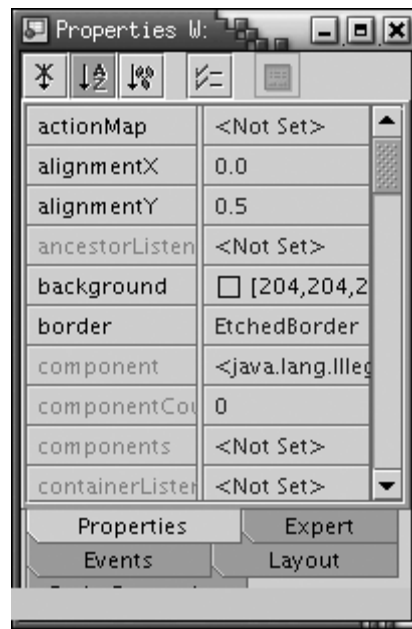 Properties W:
actionMap <Not Set>
alignmentX 0.0
alignmentY 0.5
ancestorListen <Not Set>
background [204,204,2
border EtchedBorder
component <java.lang.Illeg
componentCou 0
components <Not Set>
containerListen <Not Set>
Properties Expert
Events Layout